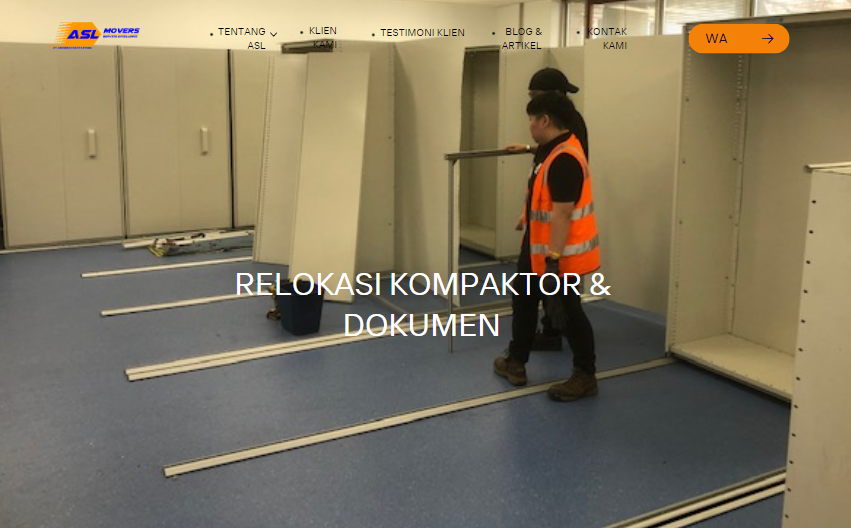 ASL MOVERS
TENTANG
ASL
KLIEN
KAMI
TESTIMONI KLIEN
BLOG &
ARTIKEL
KONTAK
KAMI
WA
RELOKASI KOMPAKTOR &
DOKUMEN